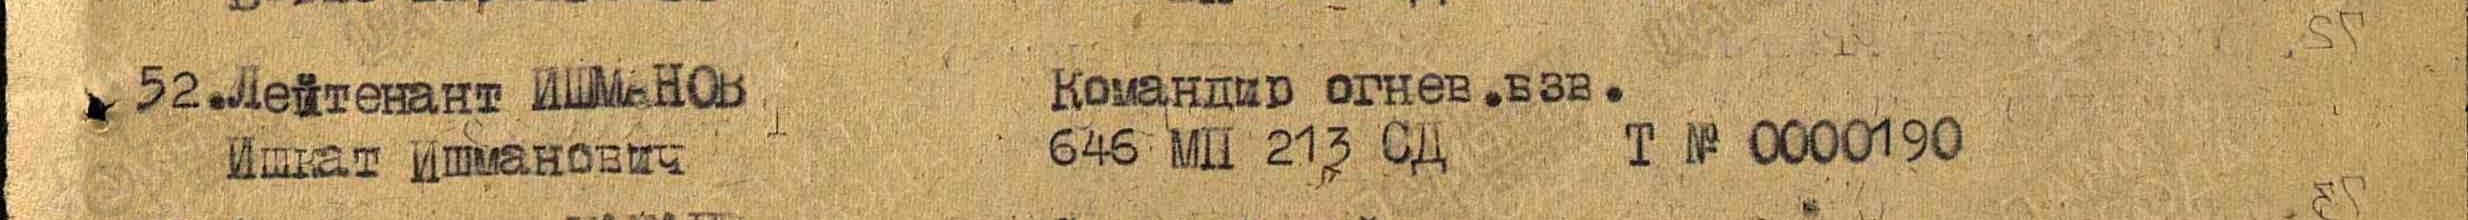 52.Лейтенант ИШМАНОВ Командир огнев.взв.
Ишкат Ишманович 646 МП 213 СД Т № 0000190